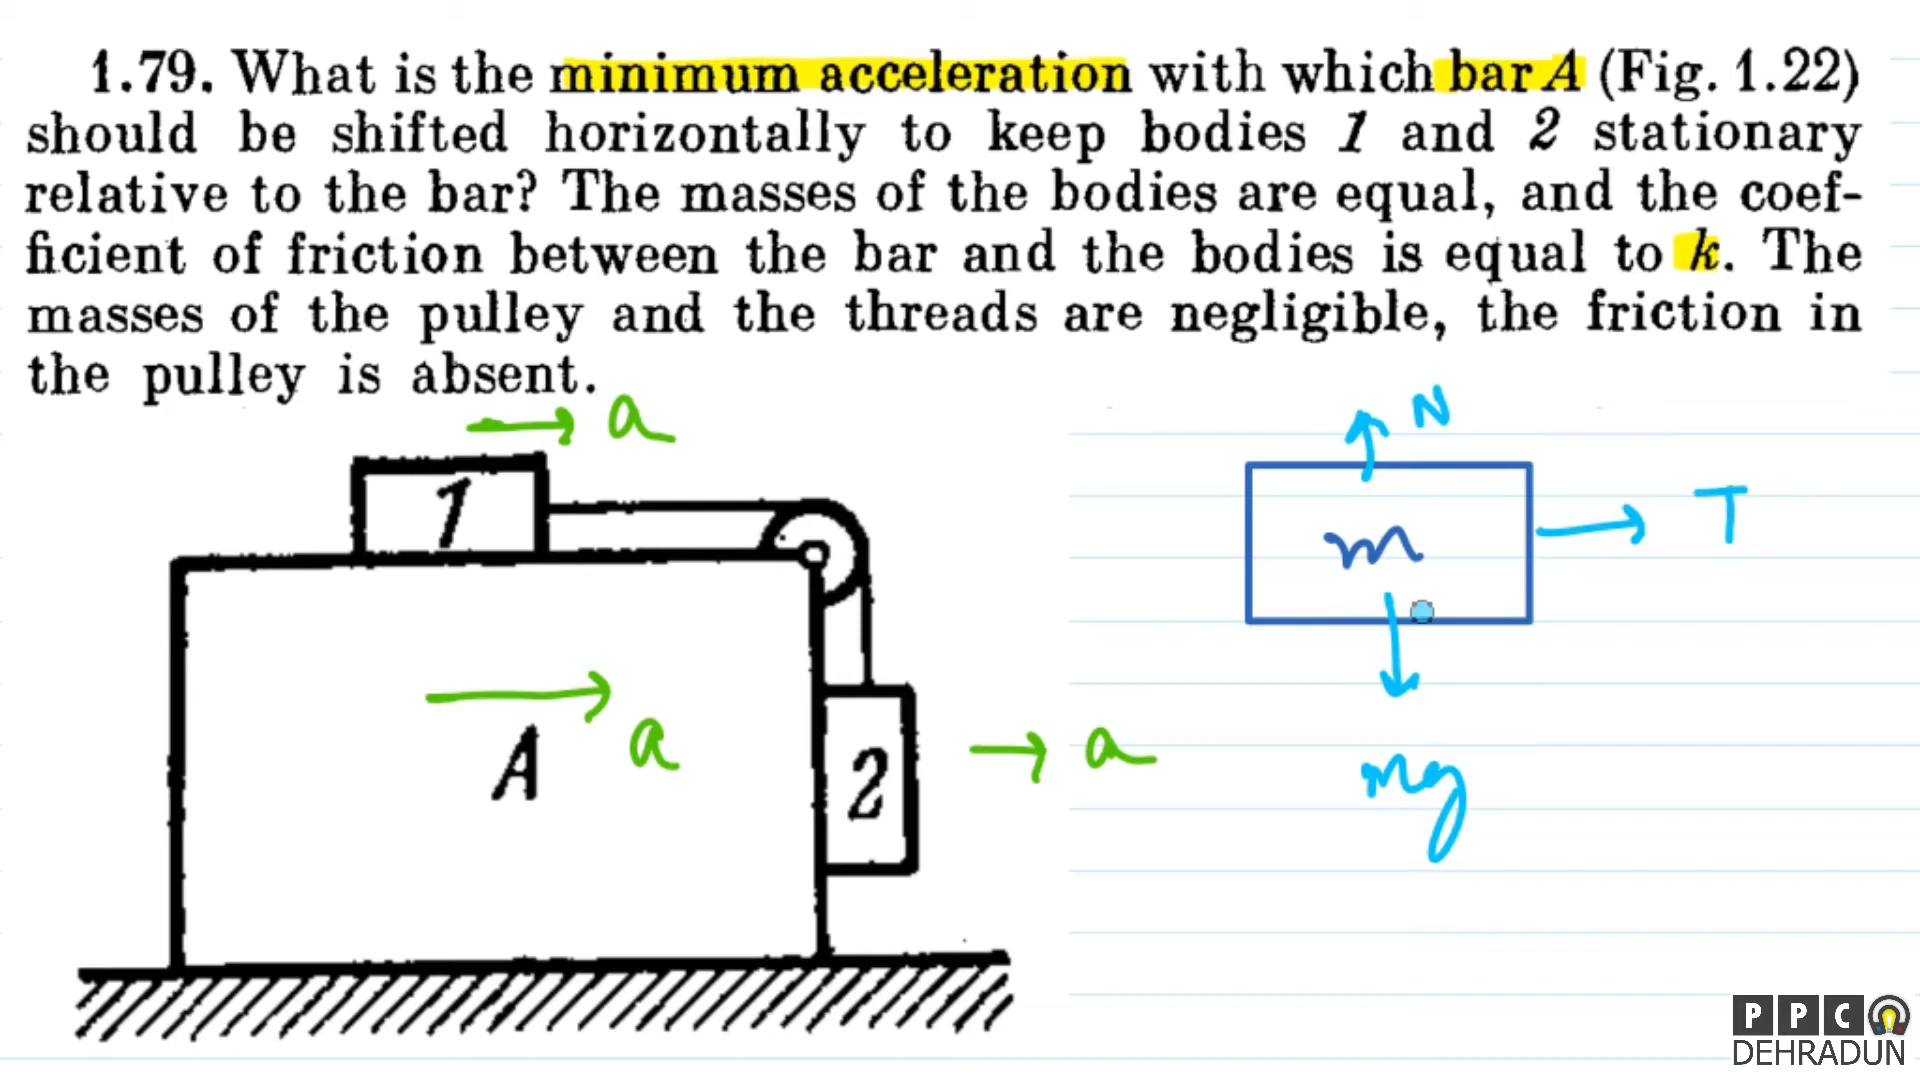 1.79. What is the minimum acceleration with which bar A (Fig. 1.22)
should be shifted horizontally to keep bodies 1 and 2 stationary
relative to the bar? The masses of the bodies are equal, and the coef-
ficient of friction between the bar and the bodies is equal to k. The
masses of the pulley and the threads are negligible, the friction in
the pulley is absent.
a
N
1
T
m
a
A
2
a
mg
PPC
DEHRADUN